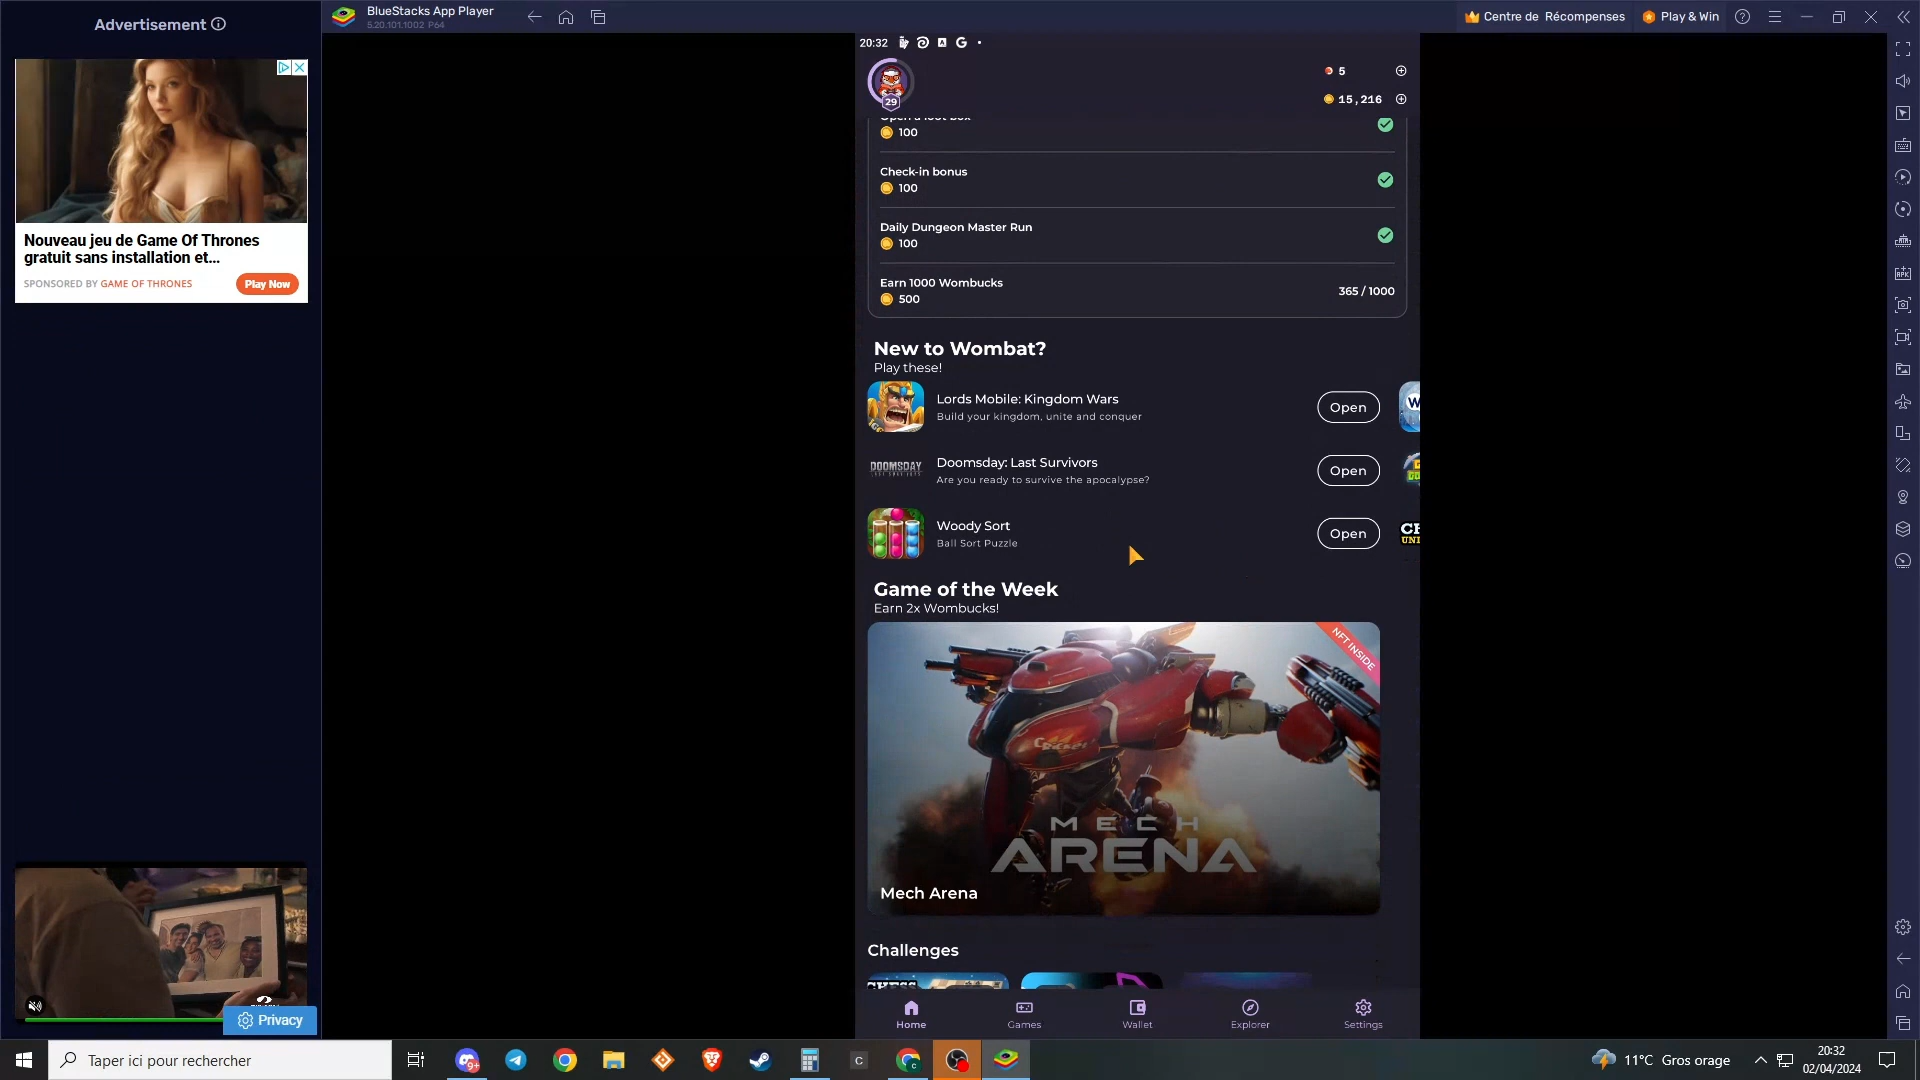 Advertisement
BlueStacks App Player
5.20.101.1002 P64
Centre de Récompenses
Play & Win
20:32
29
5
15,216
Open a loot box
100
Check-in bonus
100
Daily Dungeon Master Run
100
Earn 1000 Wombucks
500
365 / 1000
Nouveau jeu de Game Of Thrones
gratuit sans installation et...
SPONSORED BY GAME OF THRONES
Play Now
New to Wombat?
Play these!
Lords Mobile: Kingdom Wars
Build your kingdom, unite and conquer
Open
DOOMSDAY
Doomsday: Last Survivors
Are you ready to survive the apocalypse?
Open
Woody Sort
Ball Sort Puzzle
Open
Game of the Week
Earn 2x Wombucks!
NFT INSIDE
MECH
ARENA
Mech Arena
Challenges
Home
Games
Wallet
Explorer
Settings
Privacy
Taper ici pour rechercher
11°C Gros orage
20:32
02/04/2024